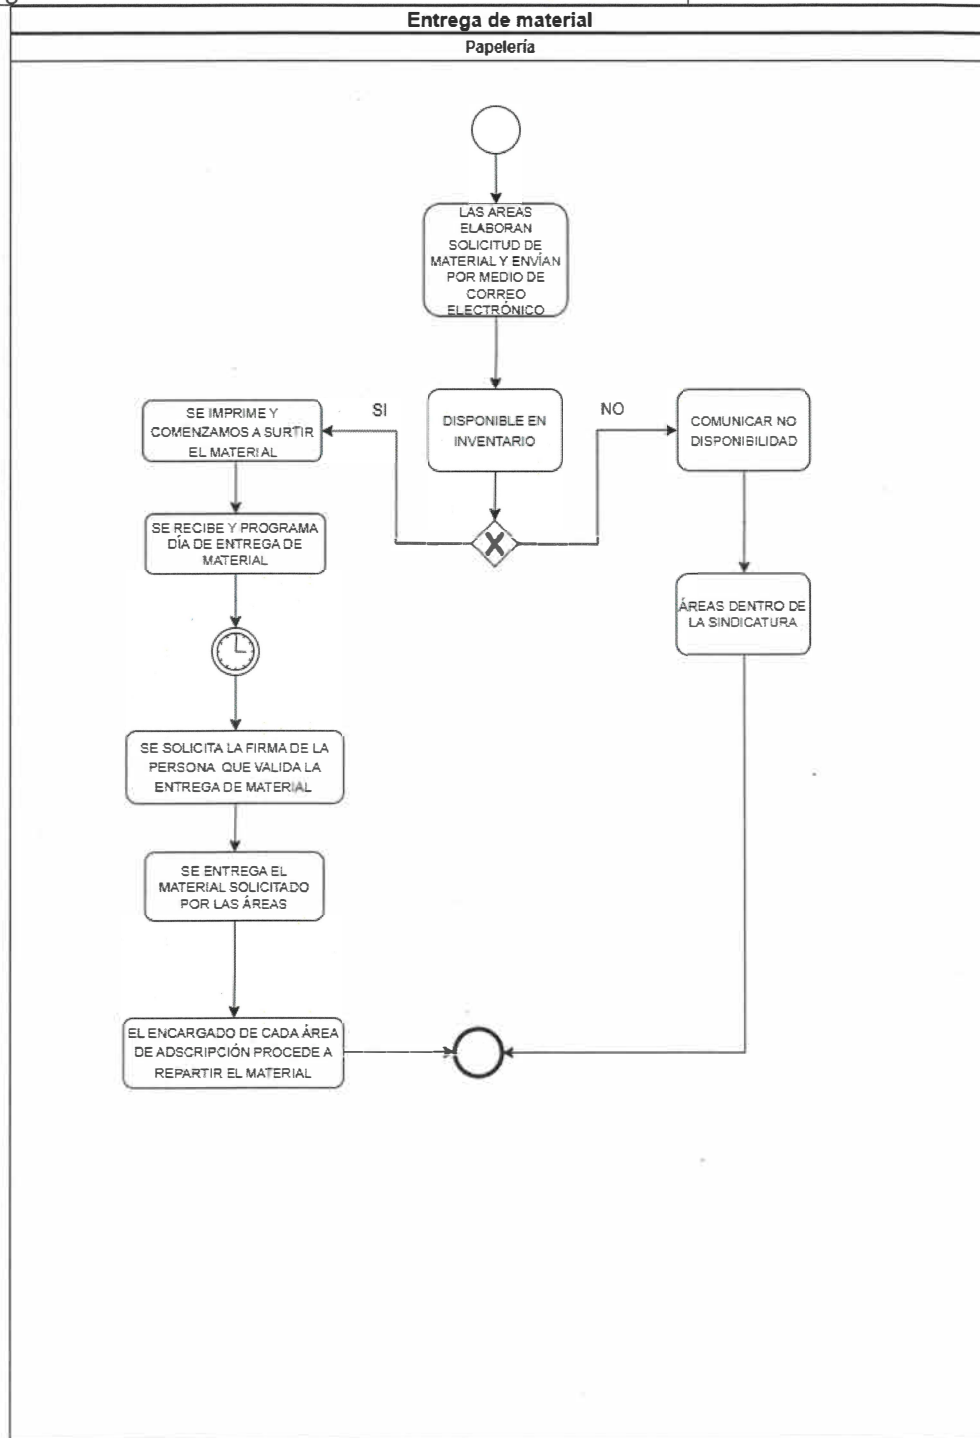 Entrega de material
Papelería
LAS AREAS
ELABORAN
SOLICITUD DE
MATERIAL Y ENVÍAN
POR MEDIO DE
CORREO
ELECTRÓNICO
DISPONIBLE EN
INVENTARIO
SI
NO
SE IMPRIME Y
COMENZAMOS A SURTIR
EL MATERIAL
COMUNICAR NO
DISPONIBILIDAD
SE RECIBE Y PROGRAMA
DÍA DE ENTREGA DE
MATERIAL
ÁREAS DENTRO DE
LA SINDICATURA
SE SOLICITA LA FIRMA DE LA
PERSONA QUE VALIDA LA
ENTREGA DE MATERIAL
SE ENTREGA EL
MATERIAL SOLICITADO
POR LAS ÁREAS
EL ENCARGADO DE CADA ÁREA
DE ADSCRIPCIÓN PROCEDE A
REPARTIR EL MATERIAL